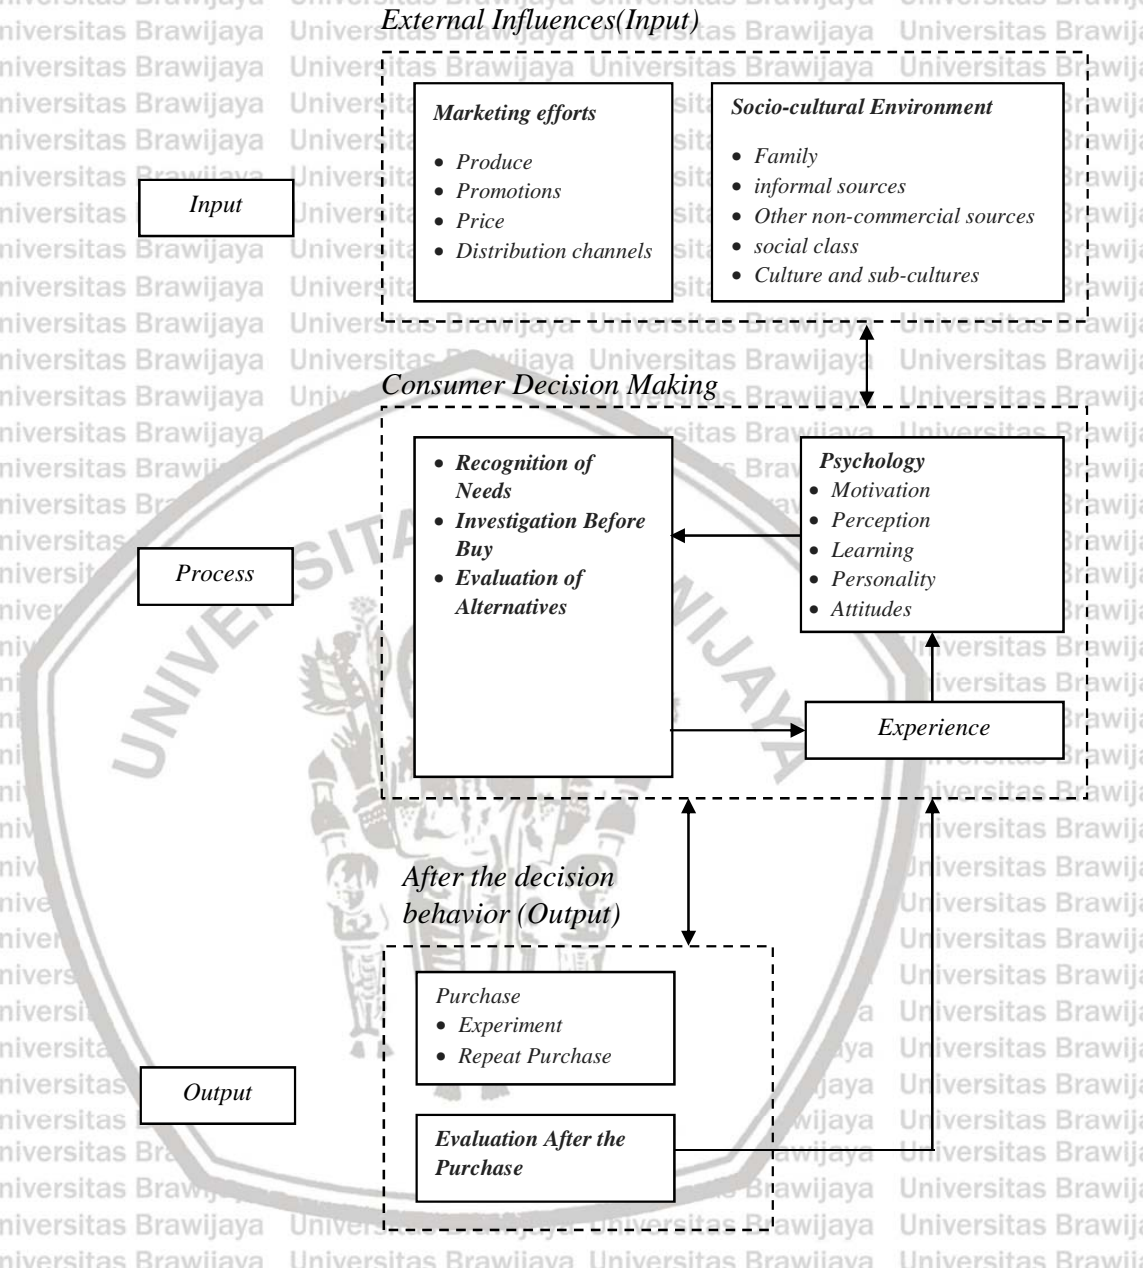 External Influences(Input)
Marketing efforts
• Produce
• Promotions
• Price
• Distribution channels
Socio-cultural Environment
• Family
• informal sources
• Other non-commercial sources
• social class
• Culture and sub-cultures
Input
Consumer Decision Making
• Recognition of
Needs
• Investigation Before
Buy
• Evaluation of
Alternatives
Psychology
• Motivation
• Perception
• Learning
• Personality
• Attitudes
Process
Experience
After the decision
behavior (Output)
Purchase
• Experiment
• Repeat Purchase
Output
Evaluation After the
Purchase